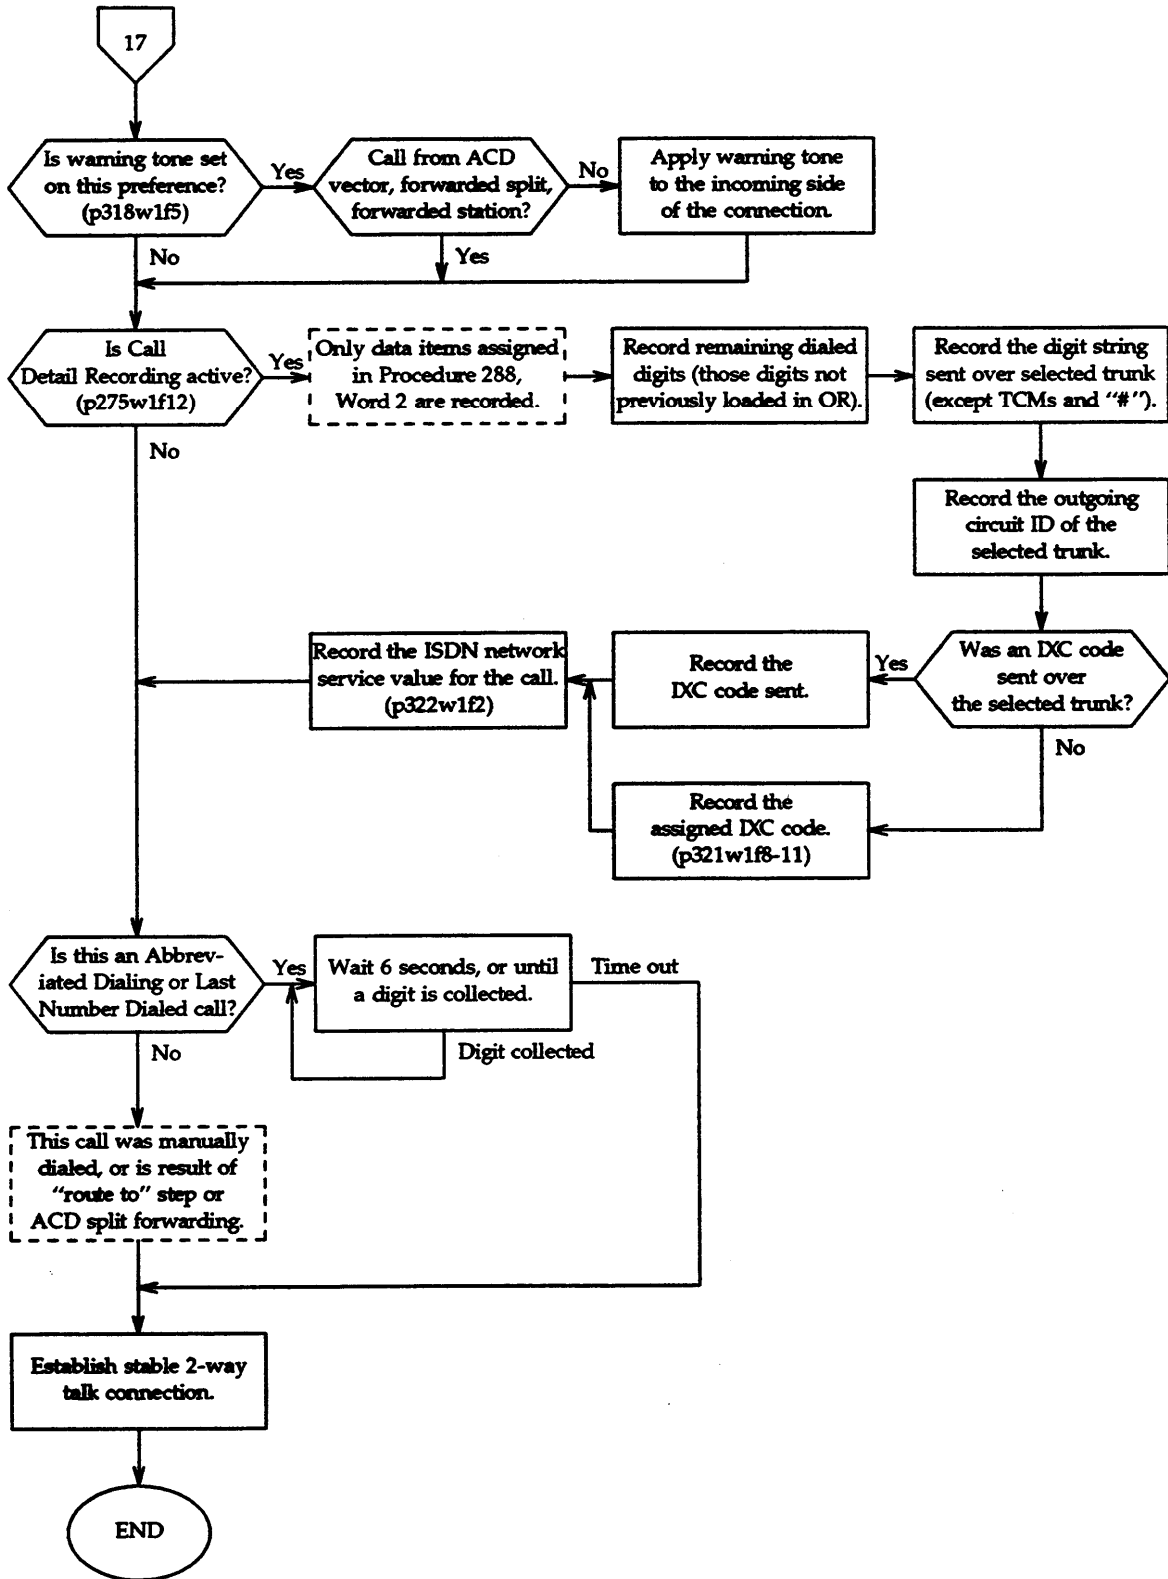 17
Is warning tone set
on this preference?
(p318w1f5)
Yes
No
Call from ACD
vector, forwarded split,
forwarded station?
No
Yes
Apply warning tone
to the incoming side
of the connection.
Is Call
Detail Recording active?
(p275w1f12)
Yes
No
Only data items assigned
in Procedure 288,
Word 2 are recorded.
Record remaining dialed
digits (those digits not
previously loaded in OR).
Record the digit string
sent over selected trunk
(except TCMs and “#”).
Record the outgoing
circuit ID of the
selected trunk.
Was an IXC code
sent over
the selected trunk?
Yes
No
Record the
IXC code sent.
Record the ISDN network
service value for the call.
(p322w1f2)
Record the
assigned IXC code.
(p321w1f8-11)
Is this an Abbrev-
iated Dialing or Last
Number Dialed call?
Yes
No
Wait 6 seconds, or until
a digit is collected.
Time out
Digit collected
This call was manually
dialed, or is result of
“route to” step or
ACD split forwarding.
Establish stable 2-way
talk connection.
END